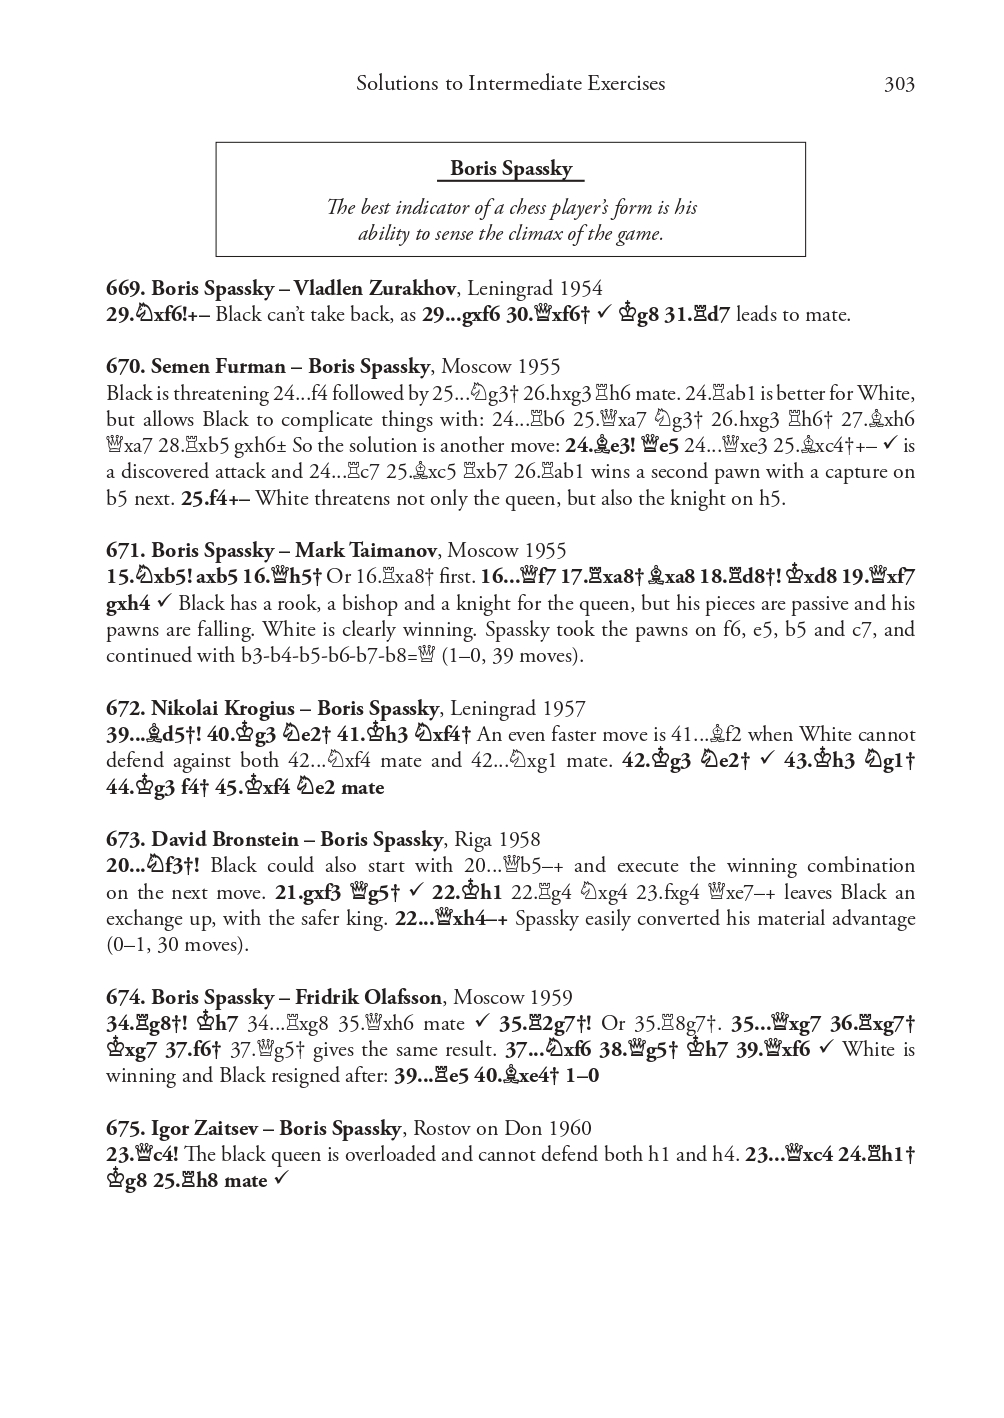 Solutions to Intermediate Exercises 303
Boris Spassky
The best indicator of a chess player’s form is his
ability to sense the climax of the game.
669. Boris Spassky – Vladlen Zurakhov, Leningrad 1954
29.♘xf6!+– Black can’t take back, as 29...gxf6 30.♕xf6† ✓ ♔g8 31.♖d7 leads to mate.
670. Semen Furman – Boris Spassky, Moscow 1955
Black is threatening 24...f4 followed by 25...♘g3† 26.hxg3 ♖h6 mate. 24.♖ab1 is better for White,
but allows Black to complicate things with: 24...♖b6 25.♕xa7 ♘g3† 26.hxg3 ♖h6† 27.♗xh6
♕xa7 28.♖xb5 gxh6± So the solution is another move: 24.♗e3! ♕e5 24...♕xe3 25.♗xc4†+– ✓ is
a discovered attack and 24...♖c7 25.♗xc5 ♖xb7 26.♖ab1 wins a second pawn with a capture on
b5 next. 25.f4+– White threatens not only the queen, but also the knight on h5.
671. Boris Spassky – Mark Taimanov, Moscow 1955
15.♘xb5! axb5 16.♕h5† Or 16.♖xa8† first. 16...♕f7 17.♖xa8† ♗xa8 18.♖d8†! ♔xd8 19.♕xf7
gxh4 ✓ Black has a rook, a bishop and a knight for the queen, but his pieces are passive and his
pawns are falling. White is clearly winning. Spassky took the pawns on f6, e5, b5 and c7, and
continued with b3-b4-b5-b6-b7-b8=♕ (1–0, 39 moves).
672. Nikolai Krogius – Boris Spassky, Leningrad 1957
39...♗d5†! 40.♔g3 ♘e2† 41.♔h3 ♘xf4† An even faster move is 41...♗f2 when White cannot
defend against both 42...♘xf4 mate and 42...♘xg1 mate. 42.♔g3 ♘e2† ✓ 43.♔h3 ♘g1†
44.♔g3 f4† 45.♔xf4 ♘e2 mate
673. David Bronstein – Boris Spassky, Riga 1958
20...♘f3†! Black could also start with 20...♕b5–+ and execute the winning combination
on the next move. 21.gxf3 ♕g5† ✓ 22.♔h1 22.♖g4 ♘xg4 23.fxg4 ♕xe7–+ leaves Black an
exchange up, with the safer king. 22...♕xh4–+ Spassky easily converted his material advantage
(0–1, 30 moves).
674. Boris Spassky – Fridrik Olafsson, Moscow 1959
34.♖g8†! ♔h7 34...♖xg8 35.♕xh6 mate ✓ 35.♖2g7†! Or 35.♖8g7†. 35...♕xg7 36.♖xg7†
♔xg7 37.f6† 37.♕g5† gives the same result. 37...♘xf6 38.♕g5† ♔h7 39.♕xf6 ✓ White is
winning and Black resigned after: 39...♖e5 40.♗xe4† 1–0
675. Igor Zaitsev – Boris Spassky, Rostov on Don 1960
23.♕c4! The black queen is overloaded and cannot defend both h1 and h4. 23...♕xc4 24.♖h1†
♔g8 25.♖h8 mate ✓